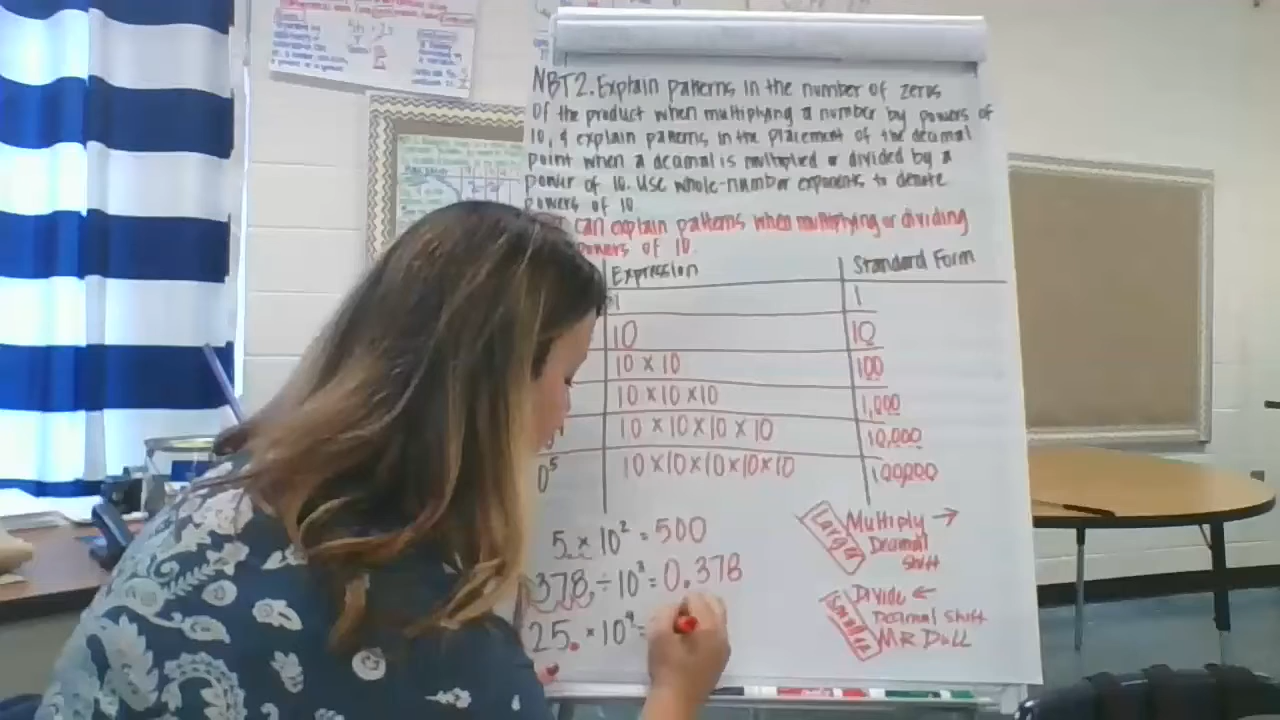 NBT2. Explain patterns in the number of zeros
of the product when multiplying a number by powers of
10, & explain patterns in the placement of the decimal
point when a decimal is multiplied or divided by a
power of 10. Use whole-number exponents to denote
powers of 10
can explain patterns when multiplying or dividing
powers of 10.
Expression Standard Form
1 1
10 10
10 × 10 100
10 × 10 × 10 1,000
10 × 10 × 10 × 10 10,000
0⁵ 10 × 10 × 10 × 10 × 10 100,000
5. × 10² = 500
378 ÷ 10³ = 0.378
25. × 10⁴ =
Larger Multiply →
Decimal
shift
Smaller Divide ←
Decimal shift
MR DULL